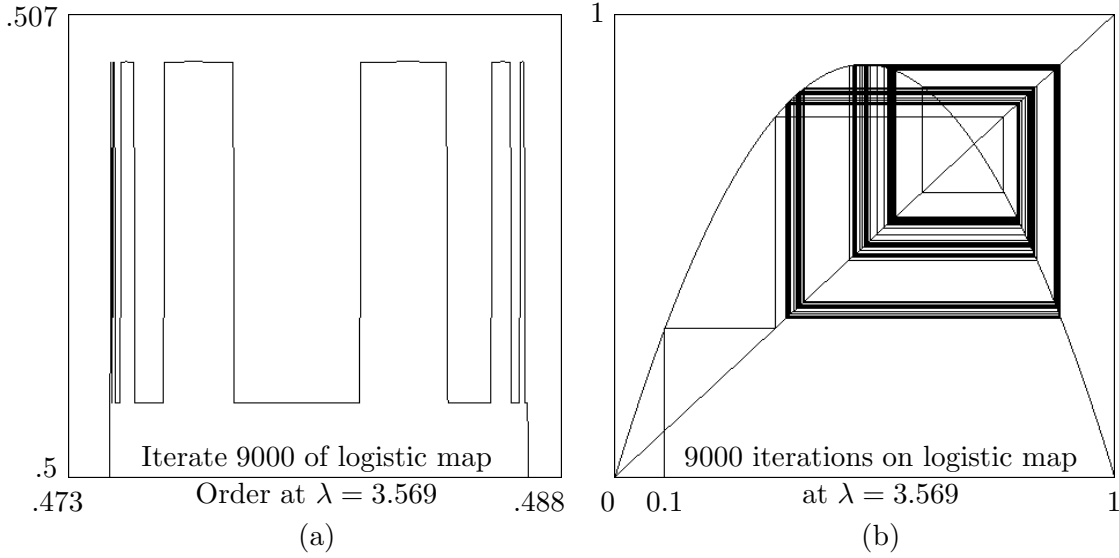 .507
.5
Iterate 9000 of logistic map
.473
Order at λ = 3.569
.488
(a)
1
9000 iterations on logistic map
0
0.1
at λ = 3.569
1
(b)